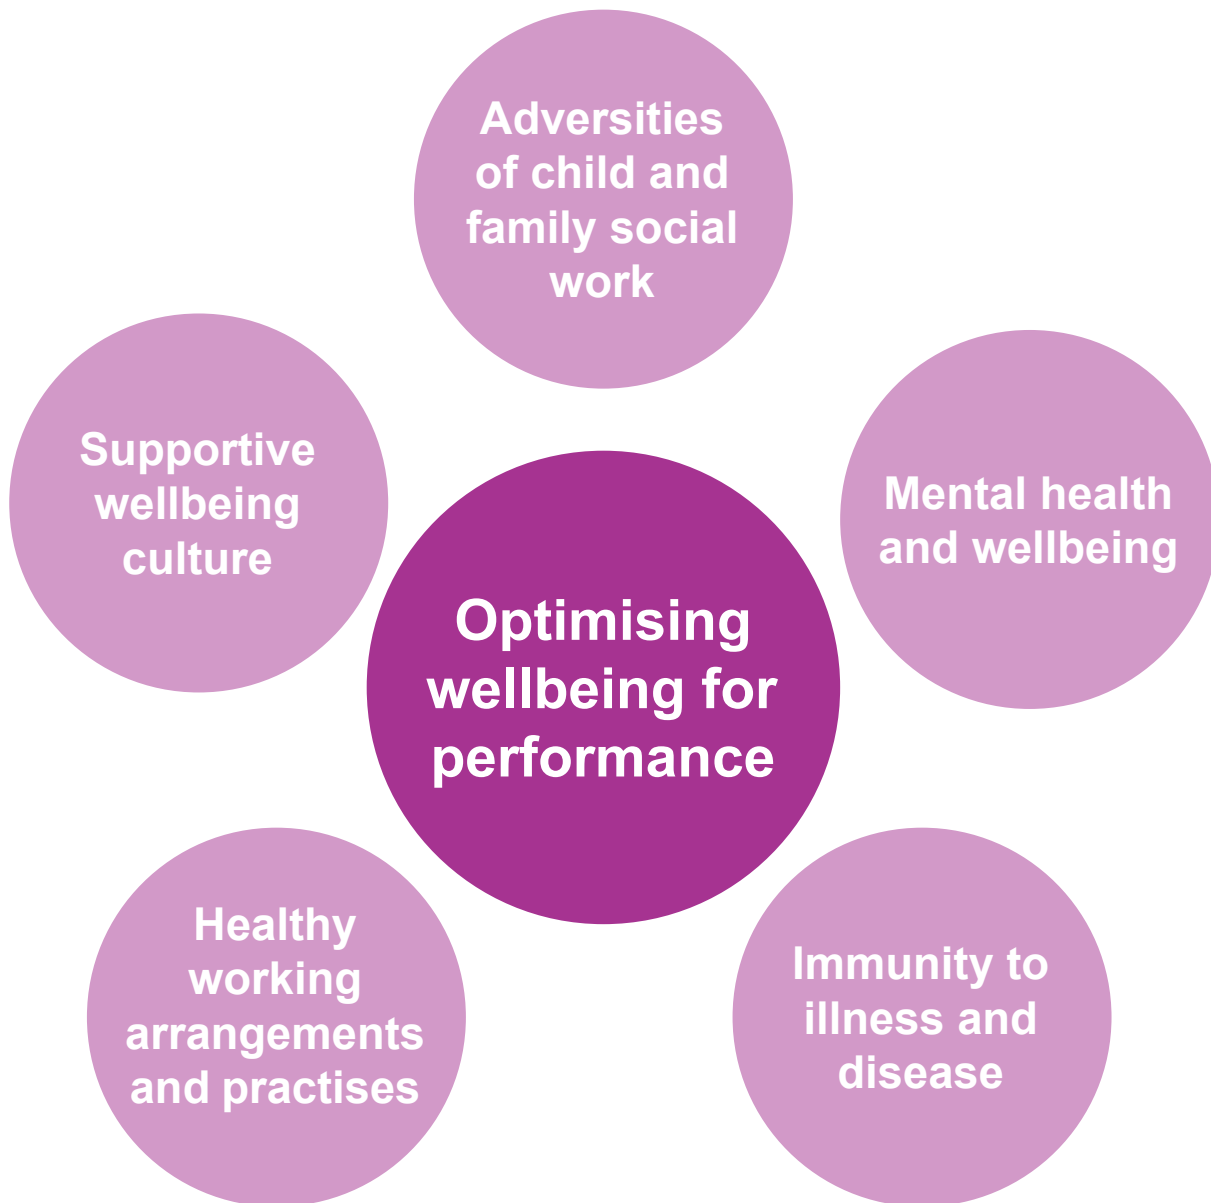 Adversities
of child and
family social
work
Supportive
wellbeing
culture
Mental health
and wellbeing
Optimising
wellbeing for
performance
Healthy
working
arrangements
and practises
Immunity to
illness and
disease